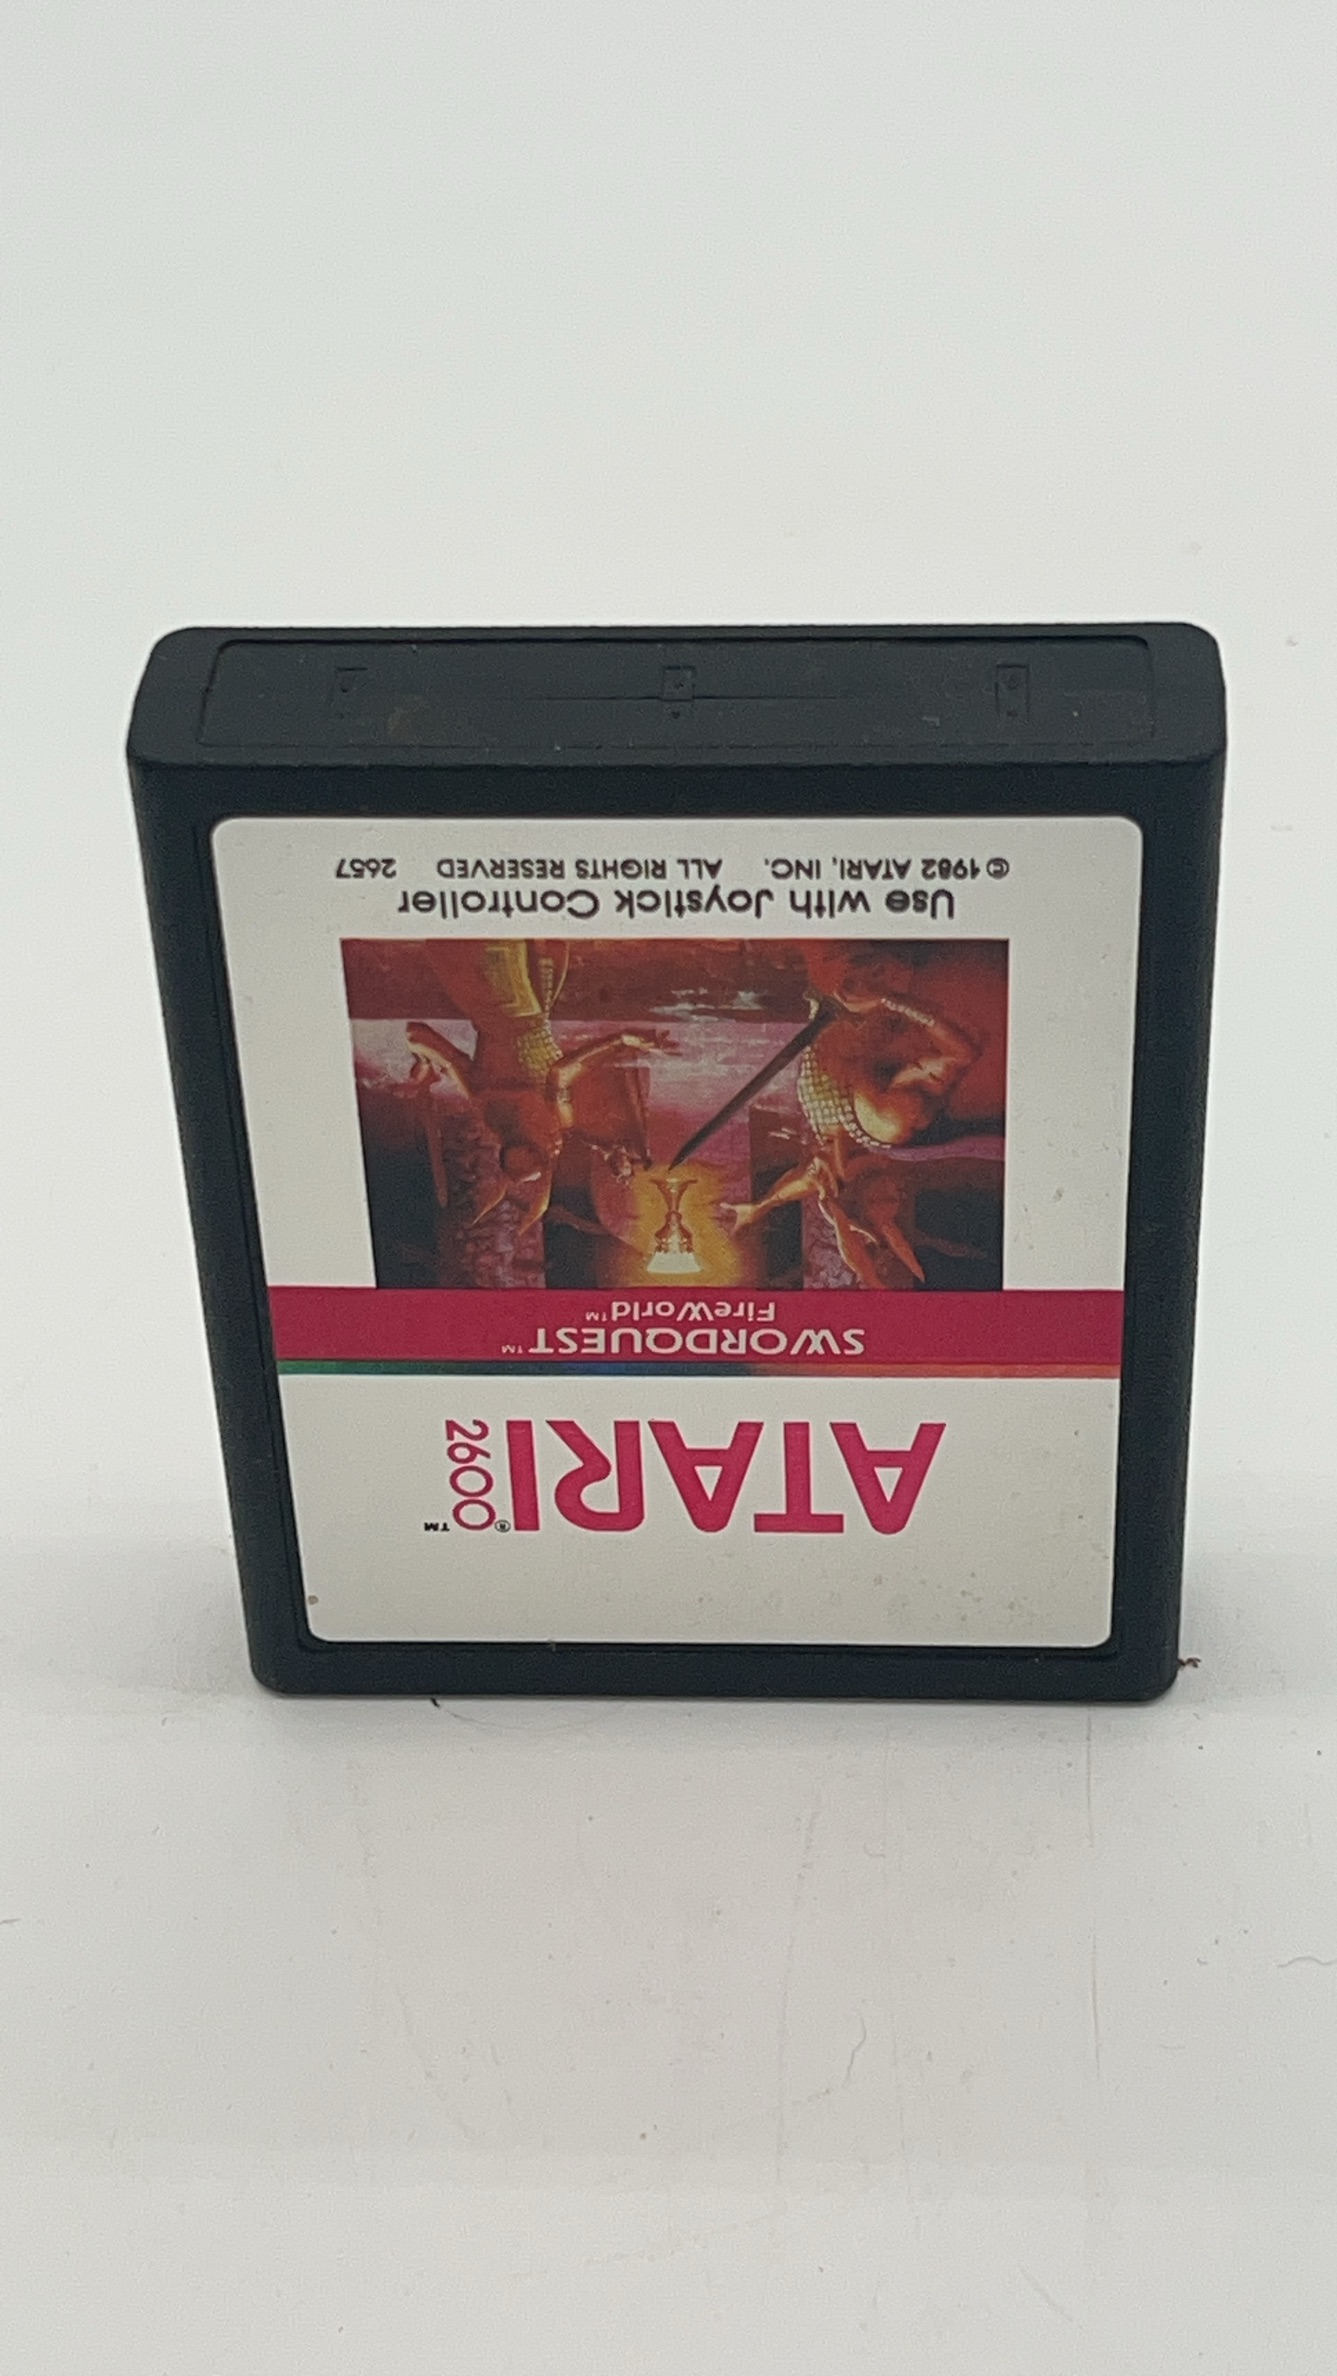 ATARI® 2600™
SWORDQUEST™
FireWorld™
Use with Joystick Controller
© 1982 ATARI, INC. ALL RIGHTS RESERVED 2657